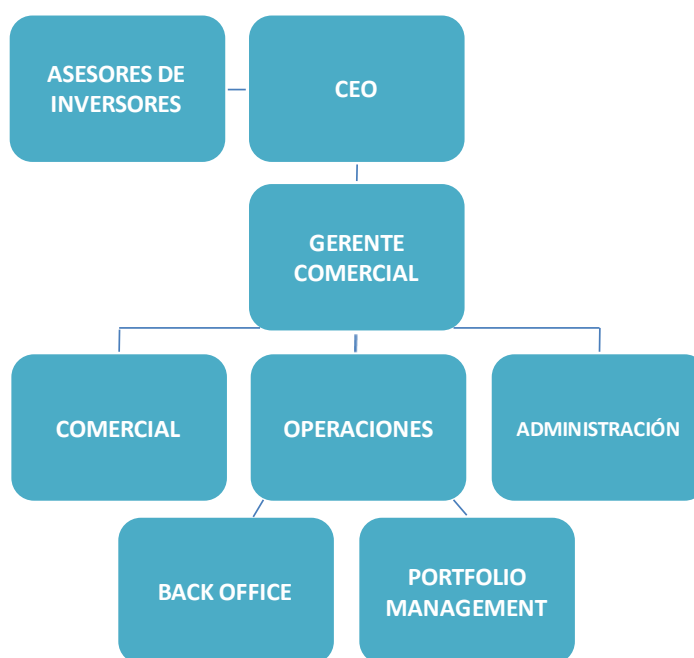 ASESORES DE
INVERSORES
CEO
GERENTE
COMERCIAL
COMERCIAL
OPERACIONES
ADMINISTRACIÓN
BACK OFFICE
PORTFOLIO
MANAGEMENT